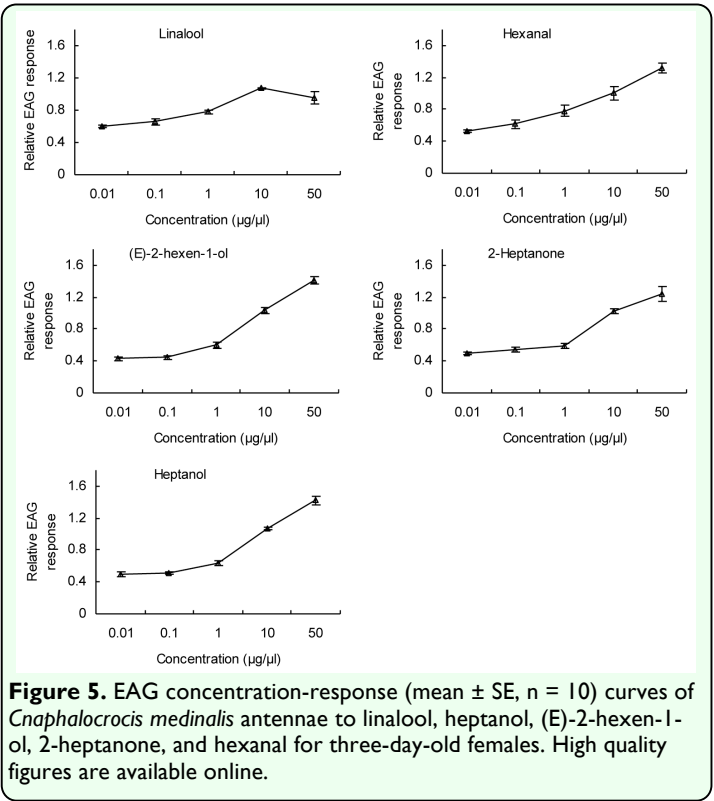 Linalool
Relative EAG response
1.6
1.2
0.8
0.4
0
0.01 0.1 1 10 50
Concentration (µg/µl)
Hexanal
Relative EAG
response
1.6
1.2
0.8
0.4
0
0.01 0.1 1 10 50
Concentration (µg/µl)
(E)-2-hexen-1-ol
Relative EAG
response
1.6
1.2
0.8
0.4
0
0.01 0.1 1 10 50
Concentration (µg/µl)
2-Heptanone
Relative EAG
response
1.6
1.2
0.8
0.4
0
0.01 0.1 1 10 50
Concentration (µg/µl)
Heptanol
Relative EAG
response
1.6
1.2
0.8
0.4
0
0.01 0.1 1 10 50
Concentration (µg/µl)
Figure 5. EAG concentration-response (mean ± SE, n = 10) curves of
Cnaphalocrocis medinalis antennae to linalool, heptanol, (E)-2-hexen-1-
ol, 2-heptanone, and hexanal for three-day-old females. High quality
figures are available online.